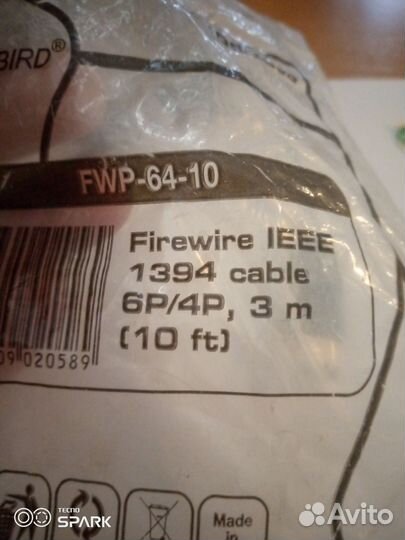 BIRD®
FWP-64-10
Firewire IEEE
1394 cable
6P/4P, 3 m
(10 ft)
09 020589
Made
in
TECNO
SPARK
Avito